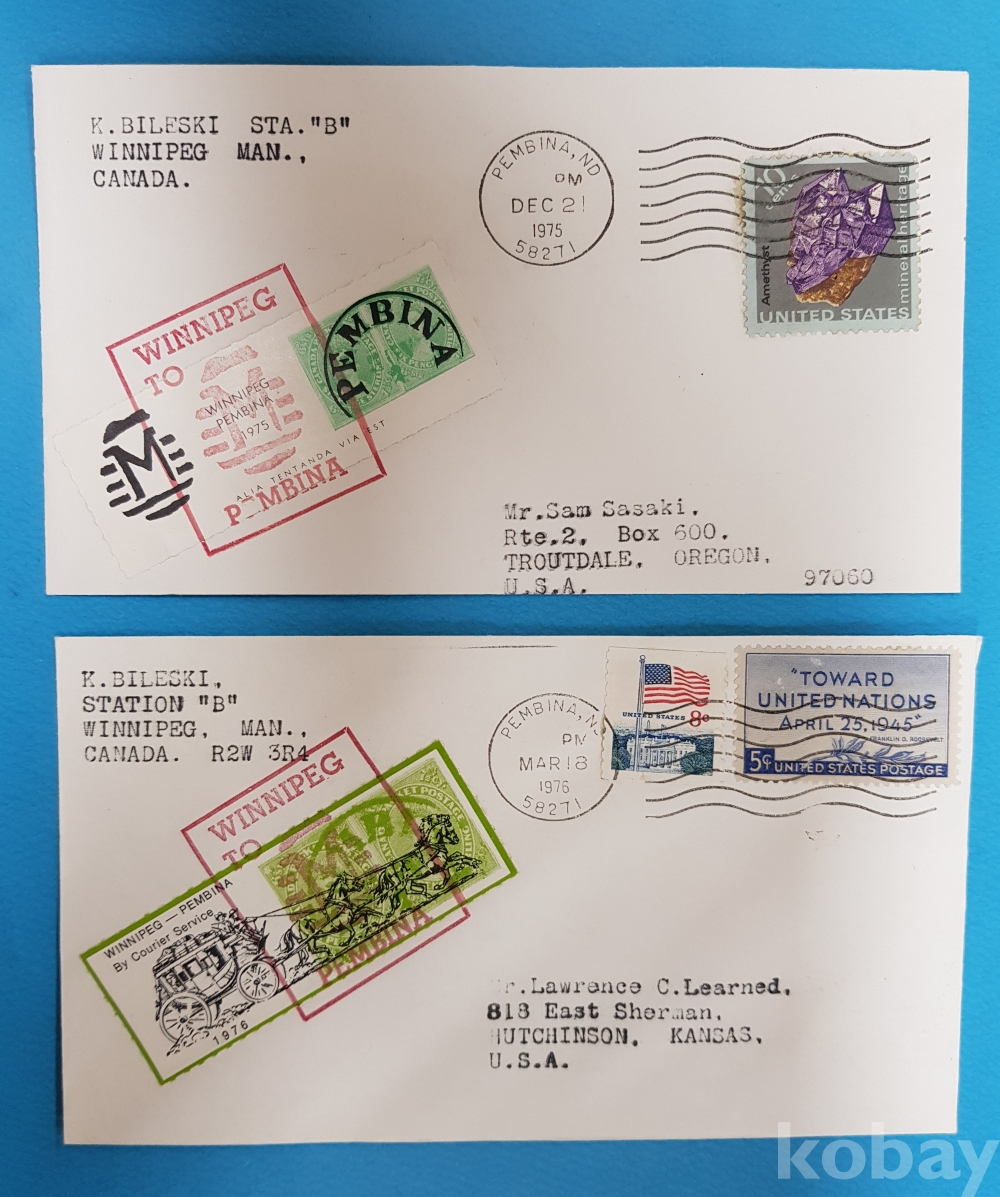 K.BILESKI STA."B"
WINNIPEG MAN.,
CANADA.
PEMBINA, ND
PM
DEC 21
1975
58271
10
cents
Amethyst
mineral heritage
UNITED STATES
WINNIPEG
TO
PEMBINA
M
M
WINNIPEG
PEMBINA
1975
ALIA TENTANDA VIA EST
PEMBINA
Mr.Sam Sasaki.
Rte.2, Box 600.
TROUTDALE, OREGON,
U.S.A.
97060
K.BILESKI,
STATION "B"
WINNIPEG, MAN.,
CANADA. R2W 3R4
PEMBINA, N
PM
MAR 18
1976
58271
UNITED STATES 8c
"TOWARD
UNITED NATIONS
APRIL 25, 1945"
FRANKLIN D. ROOSEVELT
5¢ UNITED STATES POSTAGE
WINNIPEG
TO
PEMBINA
WINNIPEG — PEMBINA
By Courier Service
1976
r.Lawrence C.Learned,
818 East Sherman,
HUTCHINSON, KANSAS,
U.S.A.
kobay